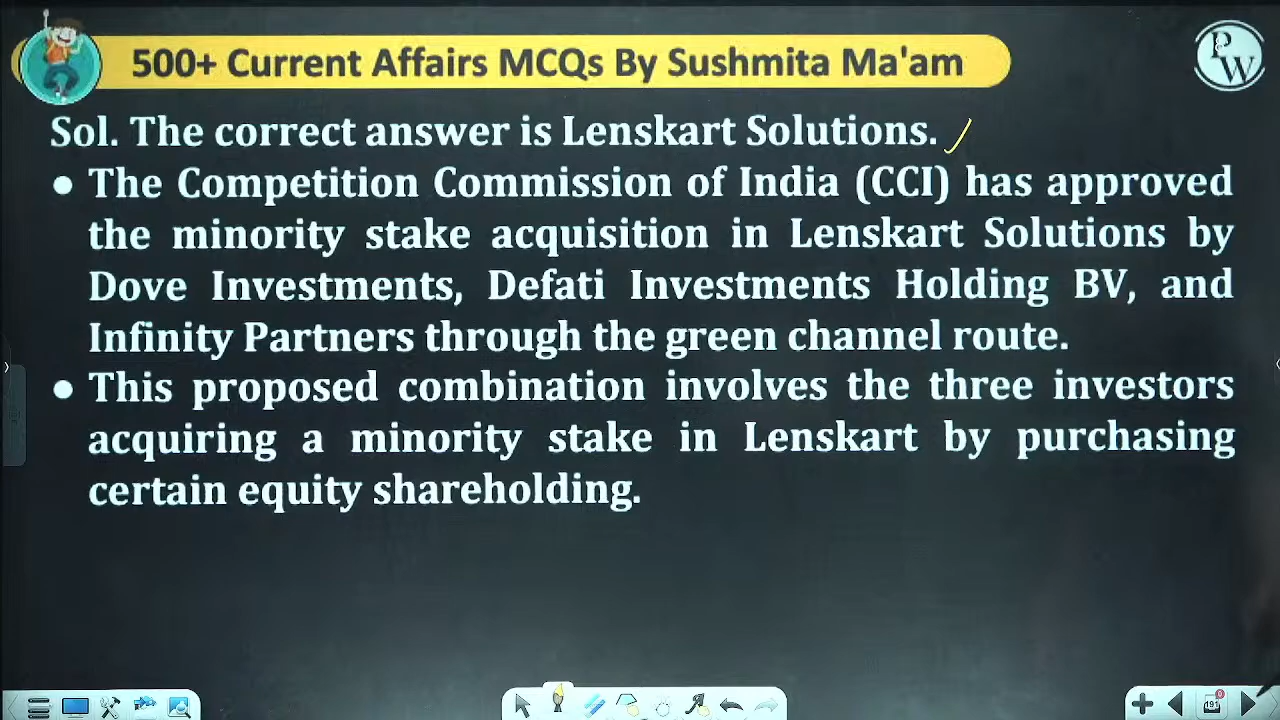 500+ Current Affairs MCQs By Sushmita Ma'am
PW
Sol. The correct answer is Lenskart Solutions.
● The Competition Commission of India (CCI) has approved
the minority stake acquisition in Lenskart Solutions by
Dove Investments, Defati Investments Holding BV, and
Infinity Partners through the green channel route.
● This proposed combination involves the three investors
acquiring a minority stake in Lenskart by purchasing
certain equity shareholding.